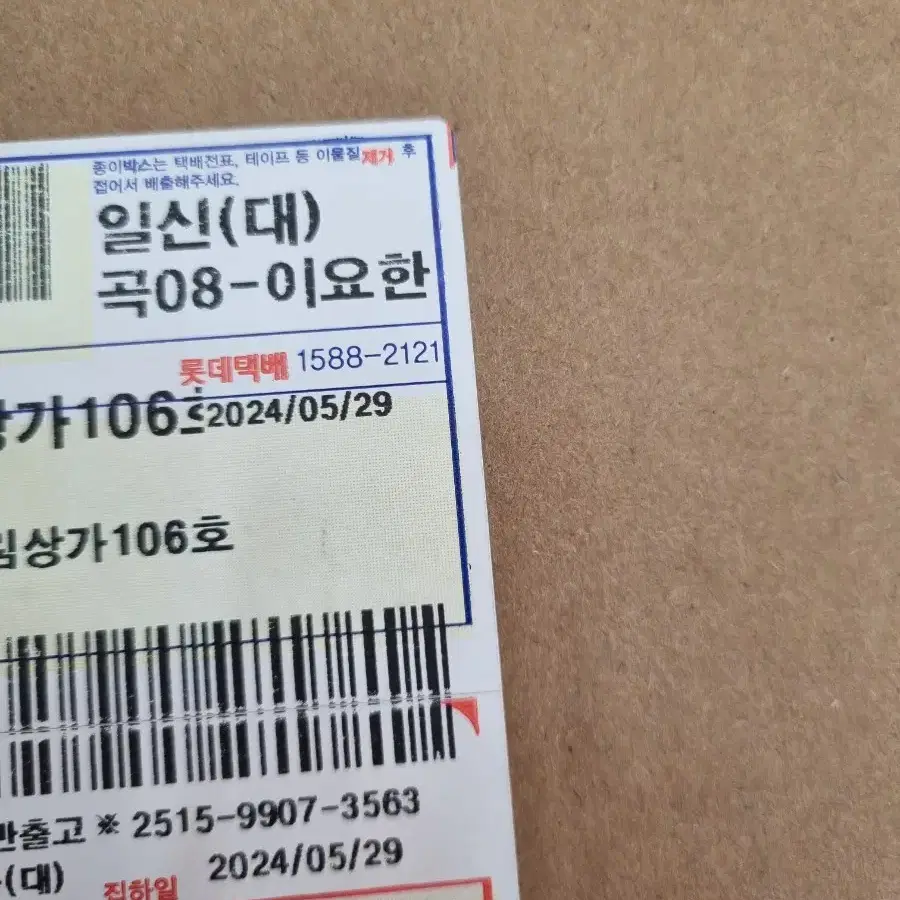 종이박스는 택배전표, 테이프 등 이물질제거 후
접어서 배출해주세요.
일신(대)
곡08-이요한
롯데택배 1588-2121
상가106호 2024/05/29
림상가106호
반출고 ※ 2515-9907-3563
(대) 2024/05/29
집하일